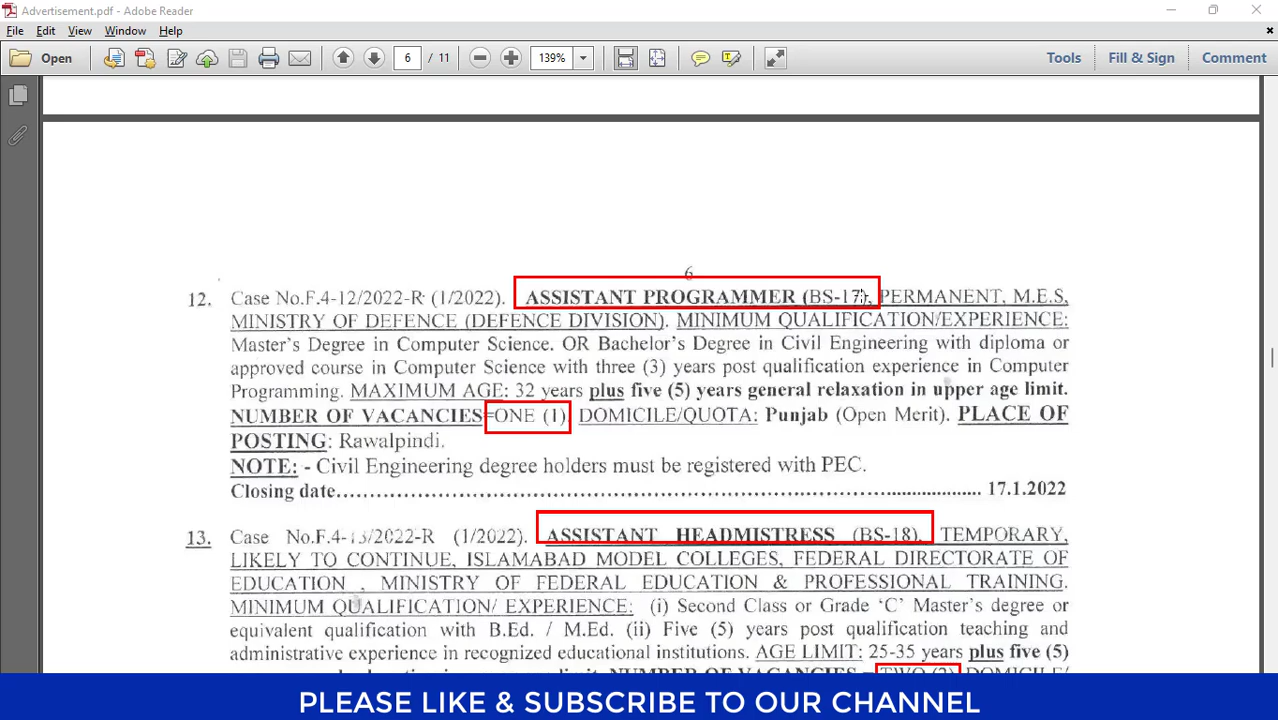 Advertisement.pdf - Adobe Reader
File Edit View Window Help
Open 6 / 11 139% Tools Fill & Sign Comment
6
12. Case No.F.4-12/2022-R (1/2022). ASSISTANT PROGRAMMER (BS-17), PERMANENT, M.E.S,
MINISTRY OF DEFENCE (DEFENCE DIVISION). MINIMUM QUALIFICATION/EXPERIENCE:
Master's Degree in Computer Science. OR Bachelor's Degree in Civil Engineering with diploma or
approved course in Computer Science with three (3) years post qualification experience in Computer
Programming. MAXIMUM AGE: 32 years plus five (5) years general relaxation in upper age limit.
NUMBER OF VACANCIES=ONE (1). DOMICILE/QUOTA: Punjab (Open Merit). PLACE OF
POSTING: Rawalpindi.
NOTE: - Civil Engineering degree holders must be registered with PEC.
Closing date.......................................................................................... 17.1.2022
13. Case No.F.4-13/2022-R (1/2022). ASSISTANT HEADMISTRESS (BS-18), TEMPORARY,
LIKELY TO CONTINUE, ISLAMABAD MODEL COLLEGES, FEDERAL DIRECTORATE OF
EDUCATION , MINISTRY OF FEDERAL EDUCATION & PROFESSIONAL TRAINING.
MINIMUM QUALIFICATION/ EXPERIENCE: (i) Second Class or Grade 'C' Master's degree or
equivalent qualification with B.Ed. / M.Ed. (ii) Five (5) years post qualification teaching and
administrative experience in recognized educational institutions. AGE LIMIT: 25-35 years plus five (5)
NUMBER OF VACANCIES = TWO (2) DOMICILE/
PLEASE LIKE & SUBSCRIBE TO OUR CHANNEL